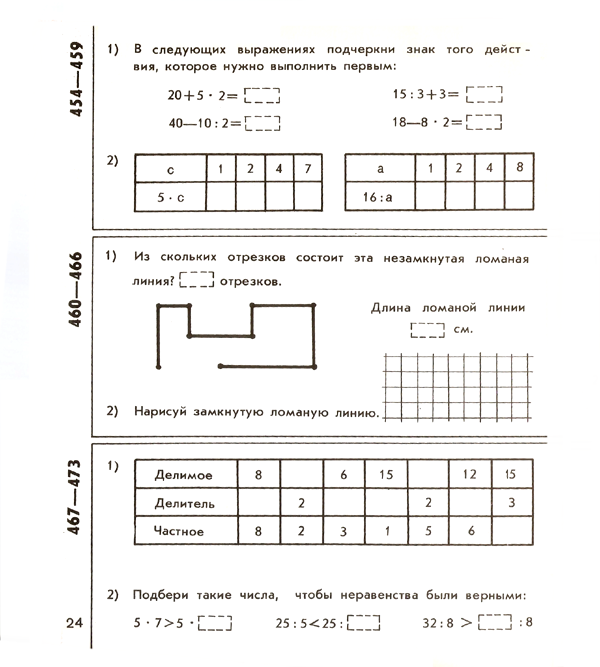 454—459
1) В следующих выражениях подчеркни знак того дейст-
вия, которое нужно выполнить первым:
20+5 · 2= 15 : 3+3=
40—10 : 2= 18—8 · 2=
2)
с 1 2 4 7
5 · с
а 1 2 4 8
16 : а
460—466
1) Из скольких отрезков состоит эта незамкнутая ломаная
линия? отрезков.
Длина ломаной линии
см.
2) Нарисуй замкнутую ломаную линию.
467—473
1)
Делимое 8 6 15 12 15
Делитель 2 2 3
Частное 8 2 3 1 5 6
2) Подбери такие числа, чтобы неравенства были верными:
5 · 7>5 · 25 : 5<25 : 32 : 8 > : 8
24